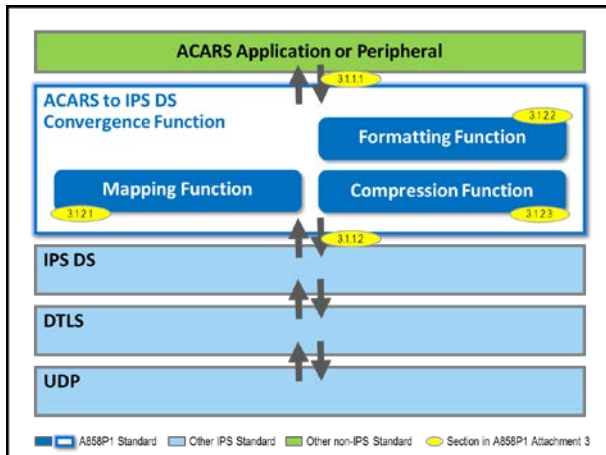 ACARS Application or Peripheral
3.1.1.1
ACARS to IPS DS
Convergence Function
3.1.2.2
Formatting Function
Mapping Function
Compression Function
3.1.2.1
3.1.2.3
3.1.1.2
IPS DS
DTLS
UDP
A858P1 Standard
Other IPS Standard
Other non-IPS Standard
Section in A858P1 Attachment 3